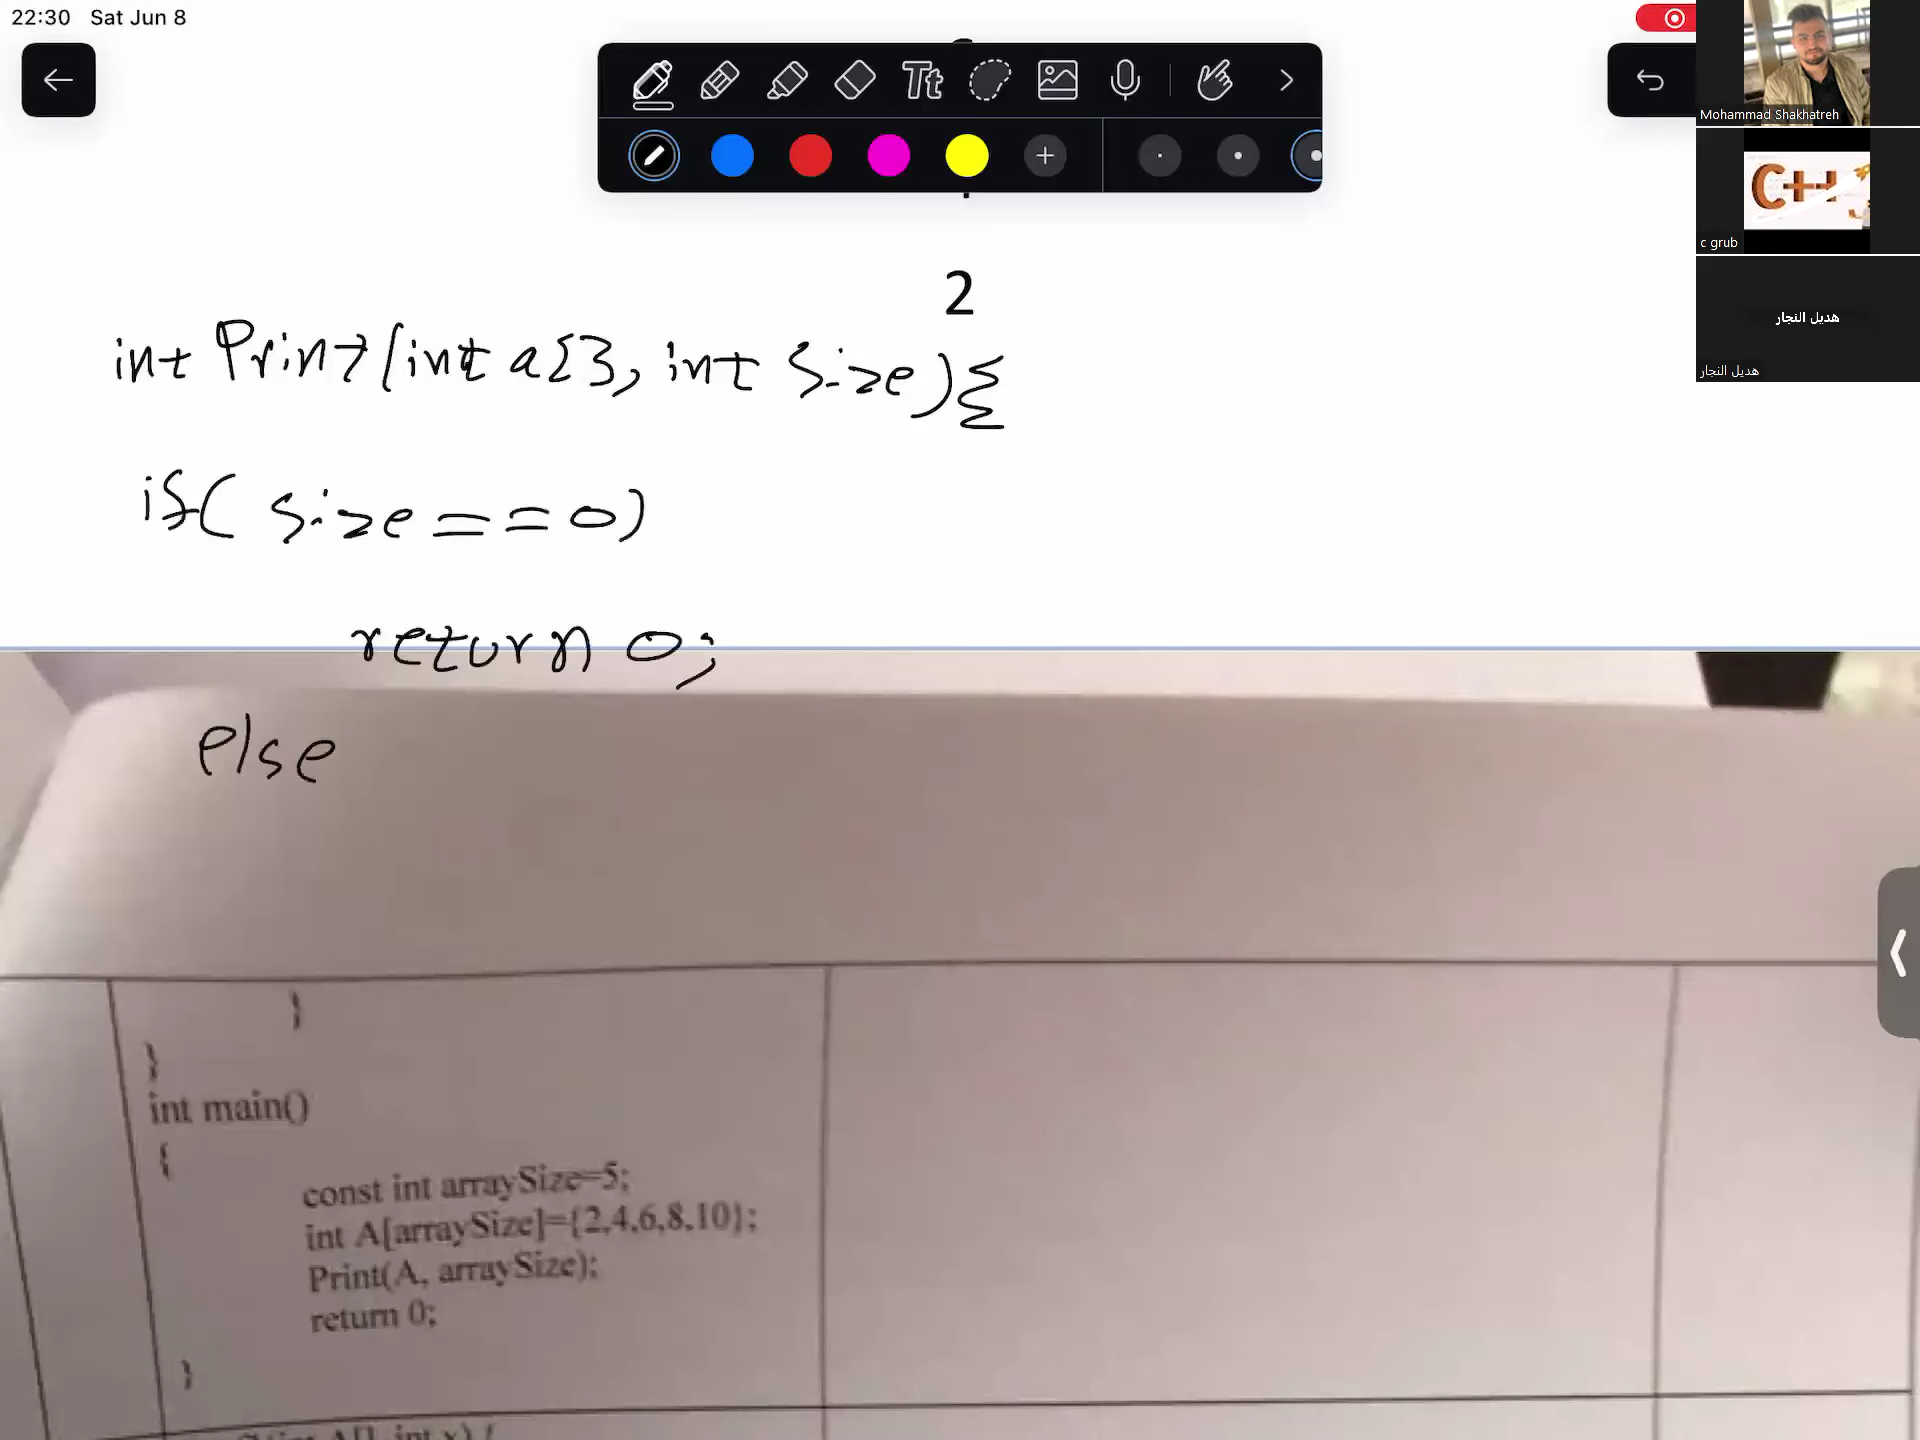 22:30 Sat Jun 8
Tt
Mohammad Shakhatreh
C++
c grub
هديل النجار
هديل النجار
2
int Print(int a[], int size){
if( size == 0)
return 0;
else
}
}
int main()
{
const int arraySize=5;
int A[arraySize]={2,4,6,8,10};
Print(A, arraySize);
return 0;
}